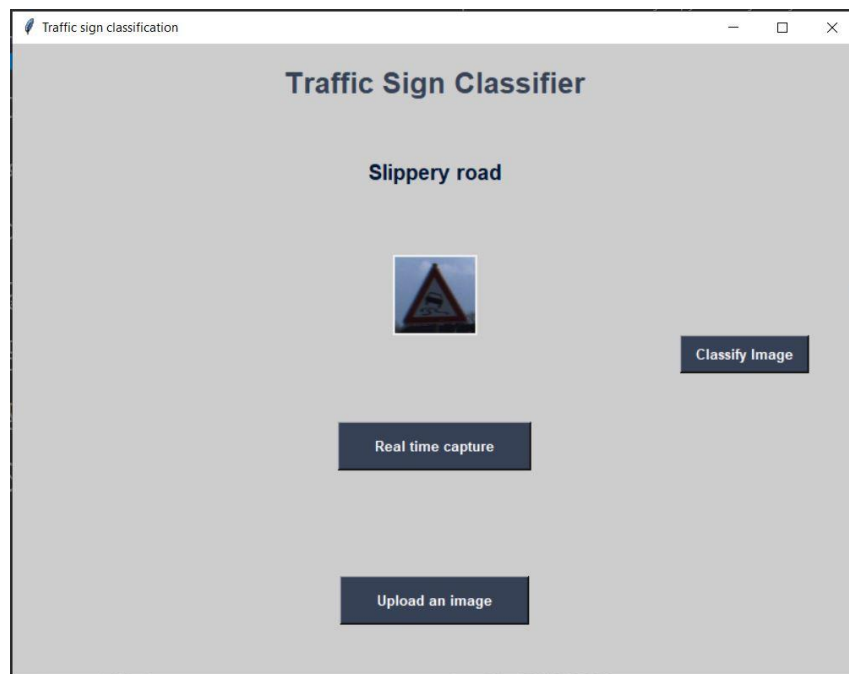 Traffic sign classification
Traffic Sign Classifier
Slippery road
Classify Image
Real time capture
Upload an image